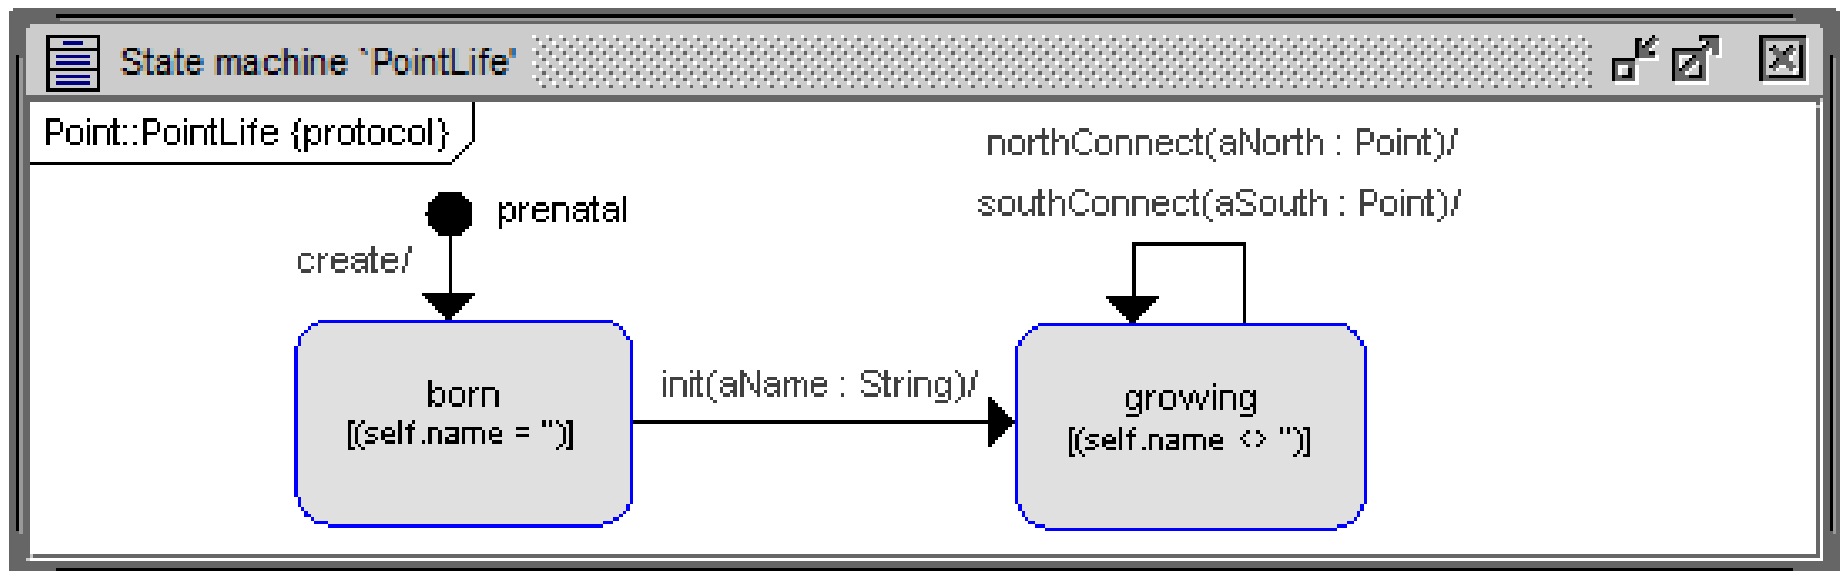 State machine `PointLife'
Point::PointLife {protocol}
northConnect(aNorth : Point)/
southConnect(aSouth : Point)/
prenatal
create/
init(aName : String)/
born
[(self.name = '')]
growing
[(self.name <> '')]